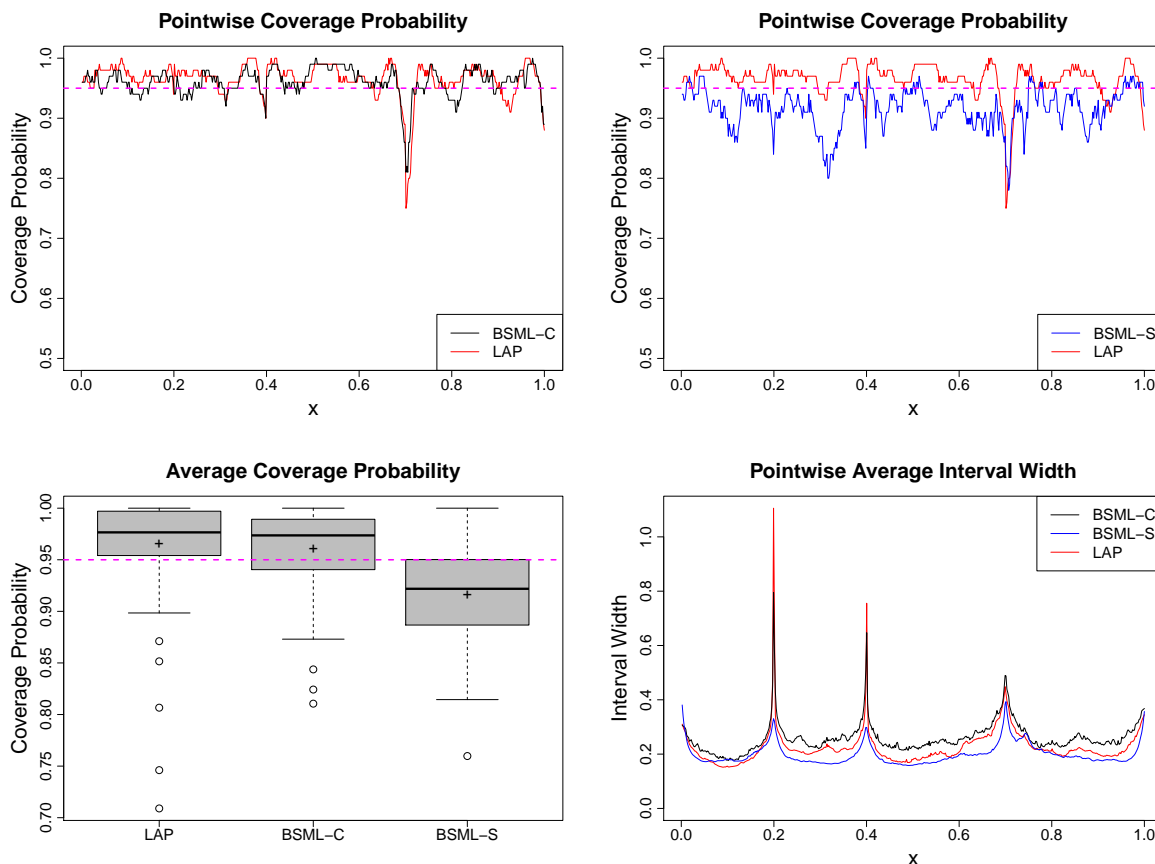 Pointwise Coverage Probability
Coverage Probability
1.0
0.9
0.8
0.7
0.6
0.5
0.0 0.2 0.4 0.6 0.8 1.0
x
BSML−C
LAP
Pointwise Coverage Probability
Coverage Probability
1.0
0.9
0.8
0.7
0.6
0.5
0.0 0.2 0.4 0.6 0.8 1.0
x
BSML−S
LAP
Average Coverage Probability
Coverage Probability
1.00
0.95
0.90
0.85
0.80
0.75
0.70
LAP BSML−C BSML−S
Pointwise Average Interval Width
Interval Width
1.0
0.8
0.6
0.4
0.2
0.0
0.0 0.2 0.4 0.6 0.8 1.0
x
BSML−C
BSML−S
LAP